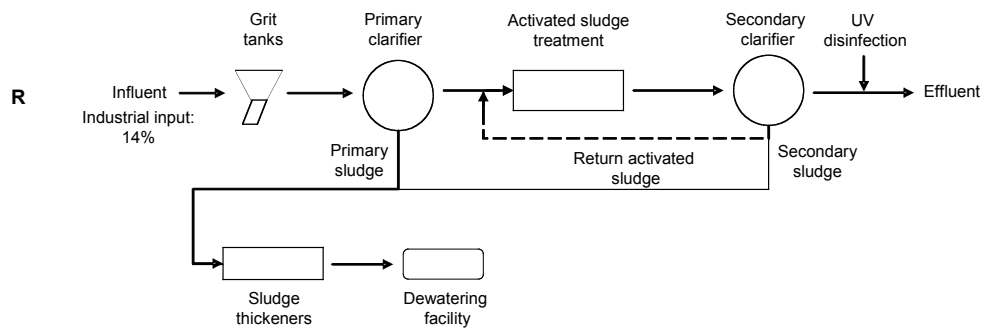 Grit
tanks
Primary
clarifier
Activated sludge
treatment
Secondary
clarifier
UV
disinfection
R
Influent
Industrial input:
14%
Effluent
Primary
sludge
Return activated
sludge
Secondary
sludge
Sludge
thickeners
Dewatering
facility